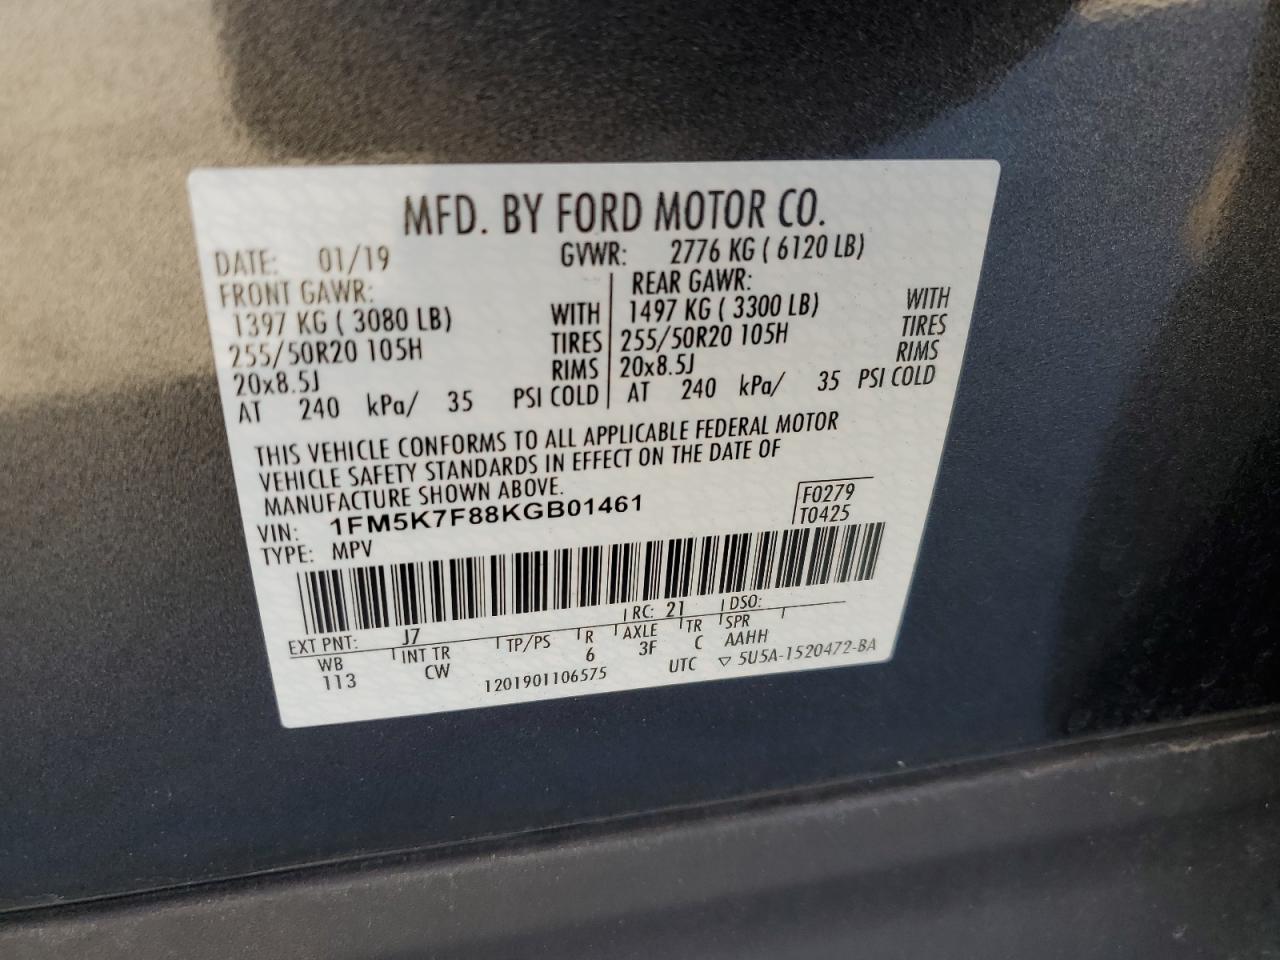 MFD. BY FORD MOTOR CO.
DATE: 01/19 GVWR: 2776 KG ( 6120 LB)
FRONT GAWR: REAR GAWR:
1397 KG ( 3080 LB) WITH 1497 KG ( 3300 LB) WITH
255/50R20 105H TIRES 255/50R20 105H TIRES
20x8.5J RIMS 20x8.5J RIMS
AT 240 kPa/ 35 PSI COLD AT 240 kPa/ 35 PSI COLD
THIS VEHICLE CONFORMS TO ALL APPLICABLE FEDERAL MOTOR
VEHICLE SAFETY STANDARDS IN EFFECT ON THE DATE OF
MANUFACTURE SHOWN ABOVE.
VIN: 1FM5K7F88KGB01461 F0279
TYPE: MPV T0425
EXT PNT: J7 RC: 21 DSO:
WB INT TR TP/PS R AXLE TR SPR
113 CW 6 3F C AAHH
1201901106575 UTC ▽ 5U5A-1520472-BA